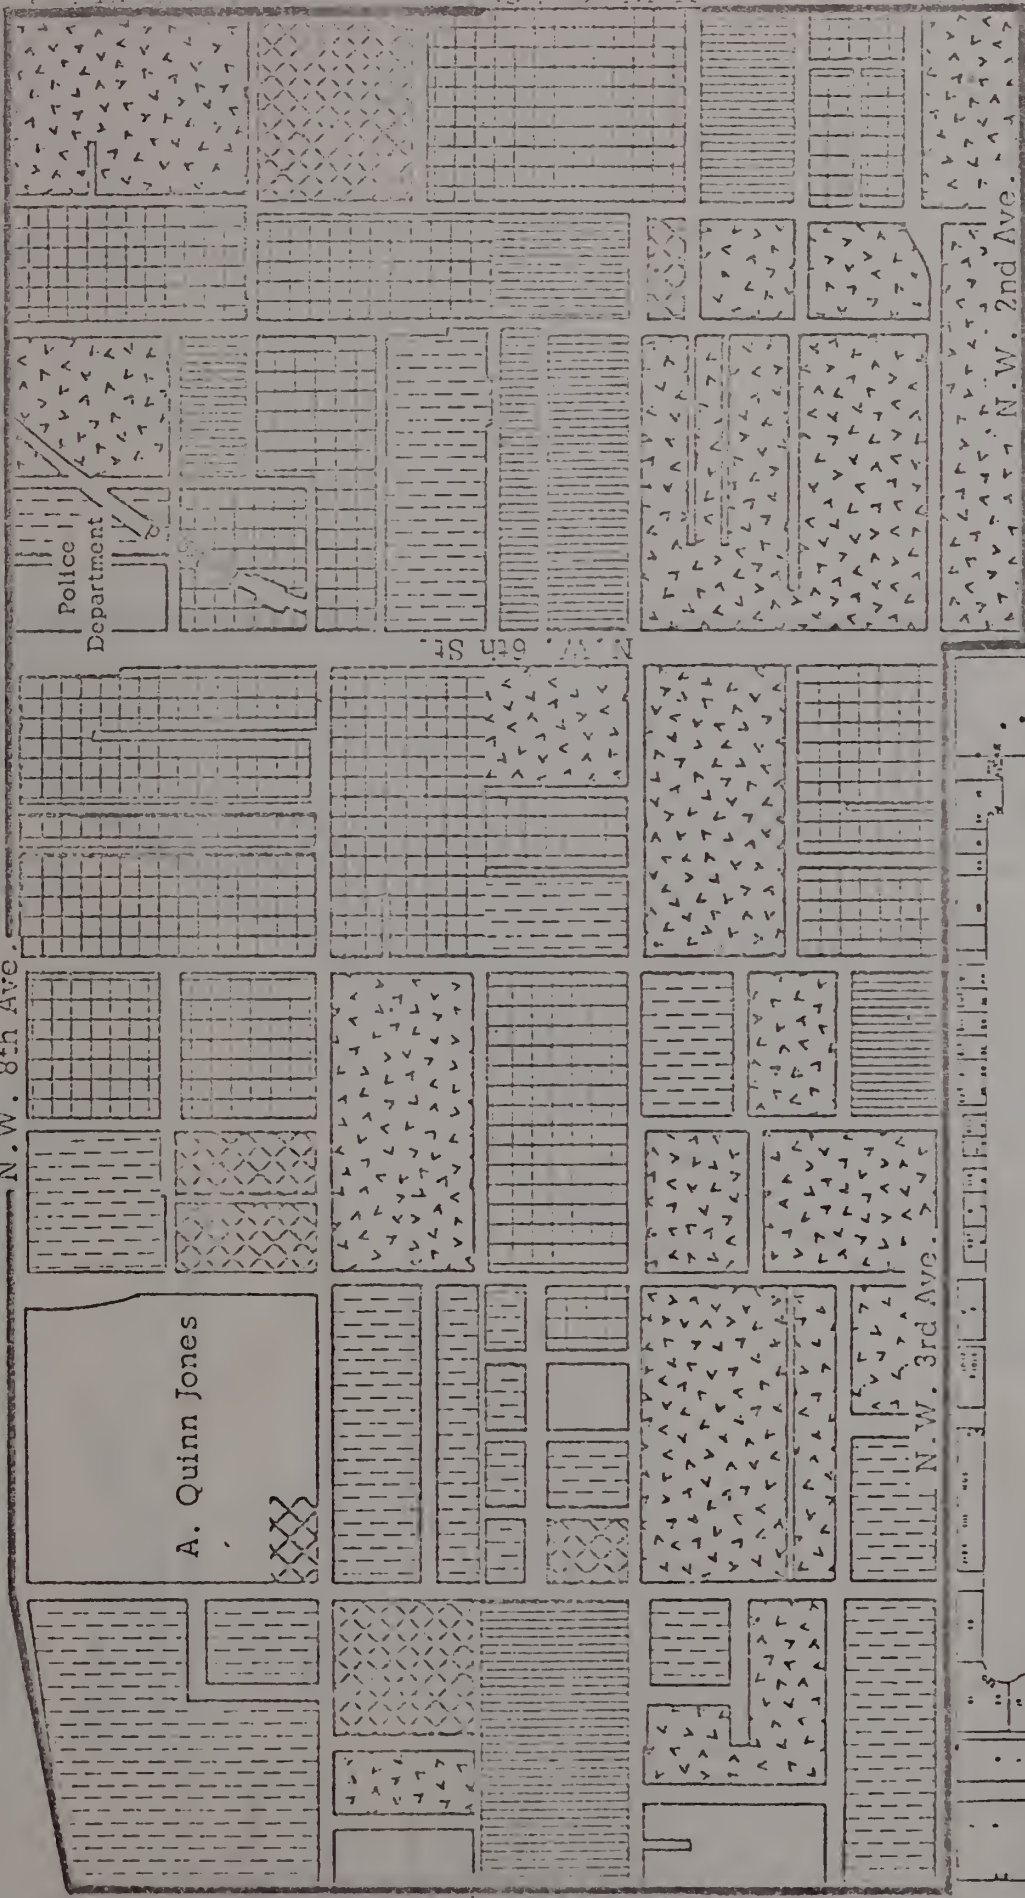 N.W. 8th Ave.
Police
Department
N.W. 6th St.
A. Quinn Jones
N.W. 3rd Ave.
N.W. 2nd Ave.